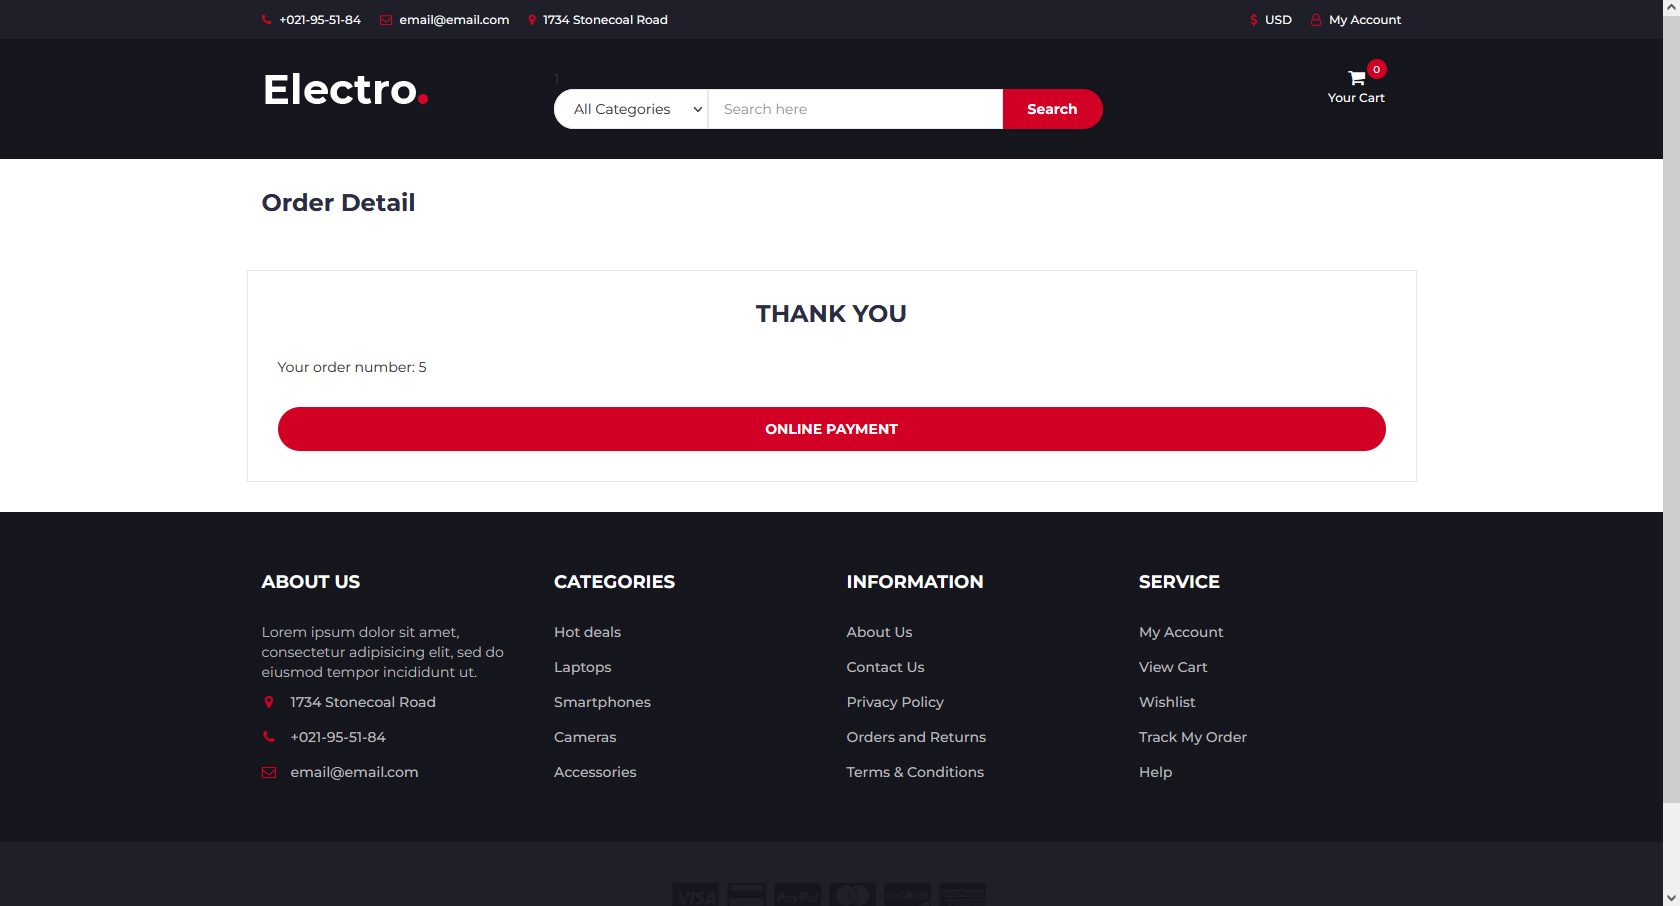 +021-95-51-84 email@email.com 1734 Stonecoal Road $ USD My Account
Electro.
1
All Categories Search here Search
0
Your Cart
Order Detail
THANK YOU
Your order number: 5
ONLINE PAYMENT
ABOUT US
Lorem ipsum dolor sit amet,
consectetur adipisicing elit, sed do
eiusmod tempor incididunt ut.
1734 Stonecoal Road
+021-95-51-84
email@email.com
CATEGORIES
Hot deals
Laptops
Smartphones
Cameras
Accessories
INFORMATION
About Us
Contact Us
Privacy Policy
Orders and Returns
Terms & Conditions
SERVICE
My Account
View Cart
Wishlist
Track My Order
Help
VISA PayPal DISCOVER